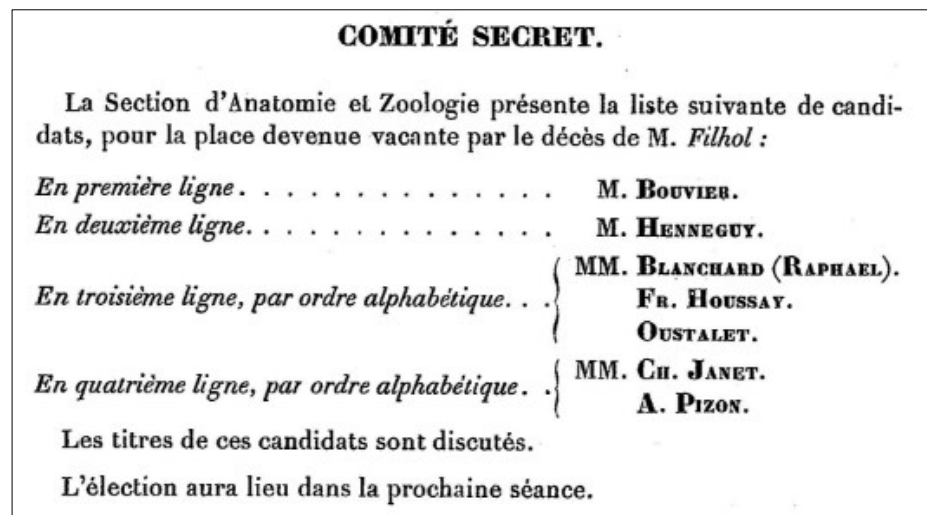 COMITÉ SECRET.
La Section d'Anatomie et Zoologie présente la liste suivante de candi-
dats, pour la place devenue vacante par le décès de M. Filhol :
En première ligne. . . . . . . . . . . . . . . M. BOUVIER.
En deuxième ligne. . . . . . . . . . . . . . M. HENNEGUY.
En troisième ligne, par ordre alphabétique. . . MM. BLANCHARD (RAPHAEL).
FR. HOUSSAY.
OUSTALET.
En quatrième ligne, par ordre alphabétique. . MM. CH. JANET.
A. PIZON.
Les titres de ces candidats sont discutés.
L'élection aura lieu dans la prochaine séance.